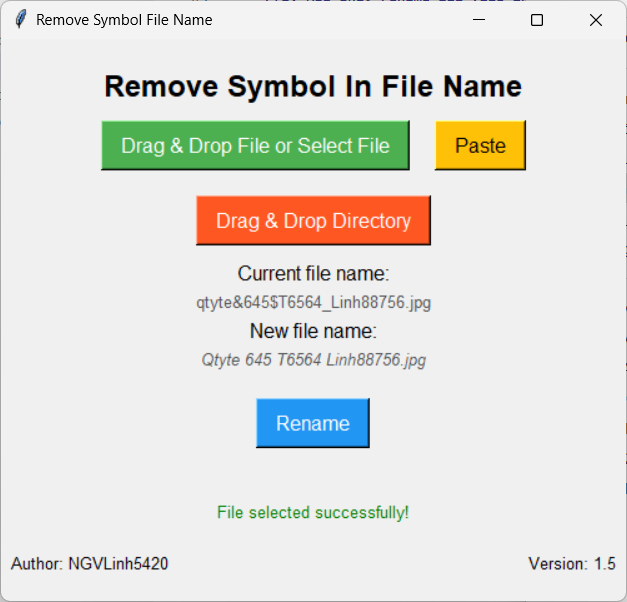 Remove Symbol File Name
Remove Symbol In File Name
Drag & Drop File or Select File
Paste
Drag & Drop Directory
Current file name:
qtyte&645$T6564_Linh88756.jpg
New file name:
Qtyte 645 T6564 Linh88756.jpg
Rename
File selected successfully!
Author: NGVLinh5420
Version: 1.5